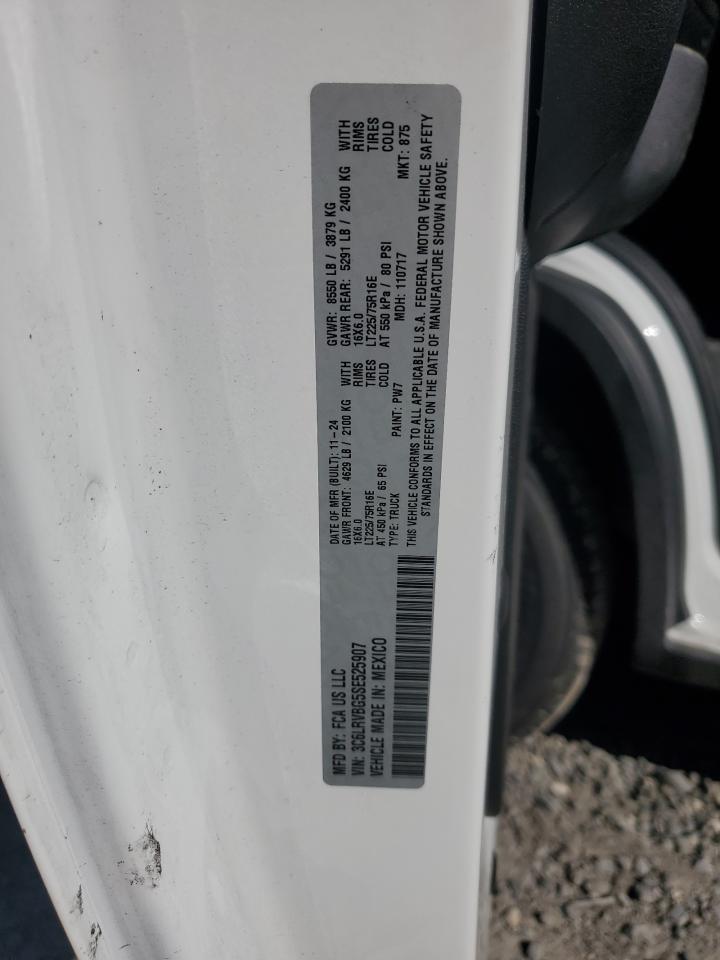 MFD BY: FCA US LLC
VIN: 3C6LRVBG5SE525907
VEHICLE MADE IN: MEXICO
DATE OF MFR (BUILT): 11-24
GAWR FRONT: 4629 LB / 2100 KG WITH
16X6.0 RIMS
LT225/75R16E TIRES
AT 450 kPa / 65 PSI COLD
TYPE: TRUCK PAINT: PW7
GVWR: 8550 LB / 3879 KG
GAWR REAR: 5291 LB / 2400 KG WITH
16X6.0 RIMS
LT225/75R16E TIRES
AT 550 kPa / 80 PSI COLD
MDH: 110717 MKT: 875
THIS VEHICLE CONFORMS TO ALL APPLICABLE U.S.A. FEDERAL MOTOR VEHICLE SAFETY
STANDARDS IN EFFECT ON THE DATE OF MANUFACTURE SHOWN ABOVE.